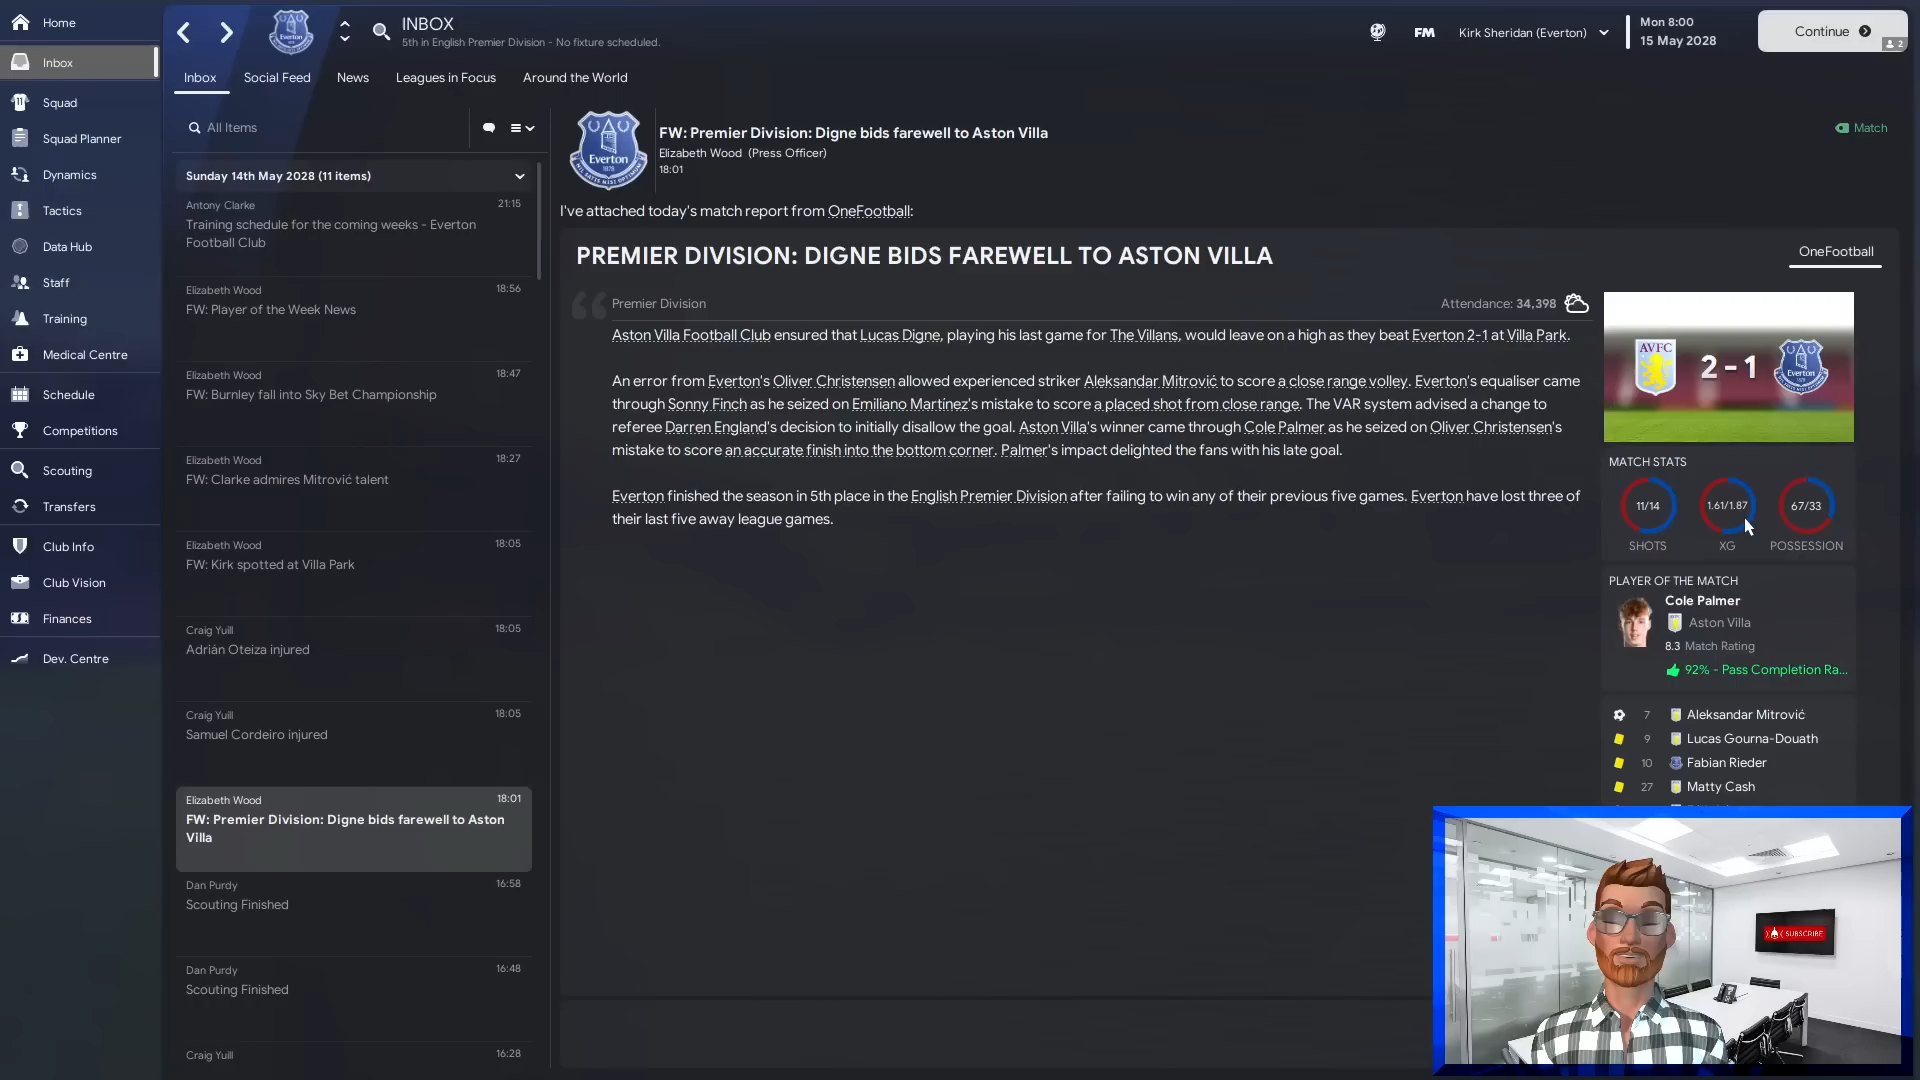 Home
Inbox
Squad
Squad Planner
Dynamics
Tactics
Data Hub
Staff
Training
Medical Centre
Schedule
Competitions
Scouting
Transfers
Club Info
Club Vision
Finances
Dev. Centre
INBOX
5th in English Premier Division - No fixture scheduled.
FM
Kirk Sheridan (Everton)
Mon 8:00
15 May 2028
Continue
2
Inbox
Social Feed
News
Leagues in Focus
Around the World
All Items
Sunday 14th May 2028 (11 items)
Antony Clarke 21:15
Training schedule for the coming weeks - Everton
Football Club
Elizabeth Wood 18:56
FW: Player of the Week News
Elizabeth Wood 18:47
FW: Burnley fall into Sky Bet Championship
Elizabeth Wood 18:27
FW: Clarke admires Mitrović talent
Elizabeth Wood 18:05
FW: Kirk spotted at Villa Park
Craig Yuill 18:05
Adrián Oteiza injured
Craig Yuill 18:05
Samuel Cordeiro injured
Elizabeth Wood 18:01
FW: Premier Division: Digne bids farewell to Aston
Villa
Dan Purdy 16:58
Scouting Finished
Dan Purdy 16:48
Scouting Finished
Craig Yuill 16:28
Everton
FW: Premier Division: Digne bids farewell to Aston Villa
Elizabeth Wood (Press Officer)
18:01
Match
I've attached today's match report from OneFootball:
PREMIER DIVISION: DIGNE BIDS FAREWELL TO ASTON VILLA
OneFootball
Premier Division
Attendance: 34,398
Aston Villa Football Club ensured that Lucas Digne, playing his last game for The Villans, would leave on a high as they beat Everton 2-1 at Villa Park.
An error from Everton's Oliver Christensen allowed experienced striker Aleksandar Mitrović to score a close range volley. Everton's equaliser came
through Sonny Finch as he seized on Emiliano Martínez's mistake to score a placed shot from close range. The VAR system advised a change to
referee Darren England's decision to initially disallow the goal. Aston Villa's winner came through Cole Palmer as he seized on Oliver Christensen's
mistake to score an accurate finish into the bottom corner. Palmer's impact delighted the fans with his late goal.
Everton finished the season in 5th place in the English Premier Division after failing to win any of their previous five games. Everton have lost three of
their last five away league games.
AVFC
2 - 1
Everton
MATCH STATS
11/14
1.61/1.87
67/33
SHOTS
XG
POSSESSION
PLAYER OF THE MATCH
Cole Palmer
Aston Villa
8.3 Match Rating
92% - Pass Completion Ra...
7 Aleksandar Mitrović
9 Lucas Gourna-Douath
10 Fabian Rieder
27 Matty Cash
SUBSCRIBE